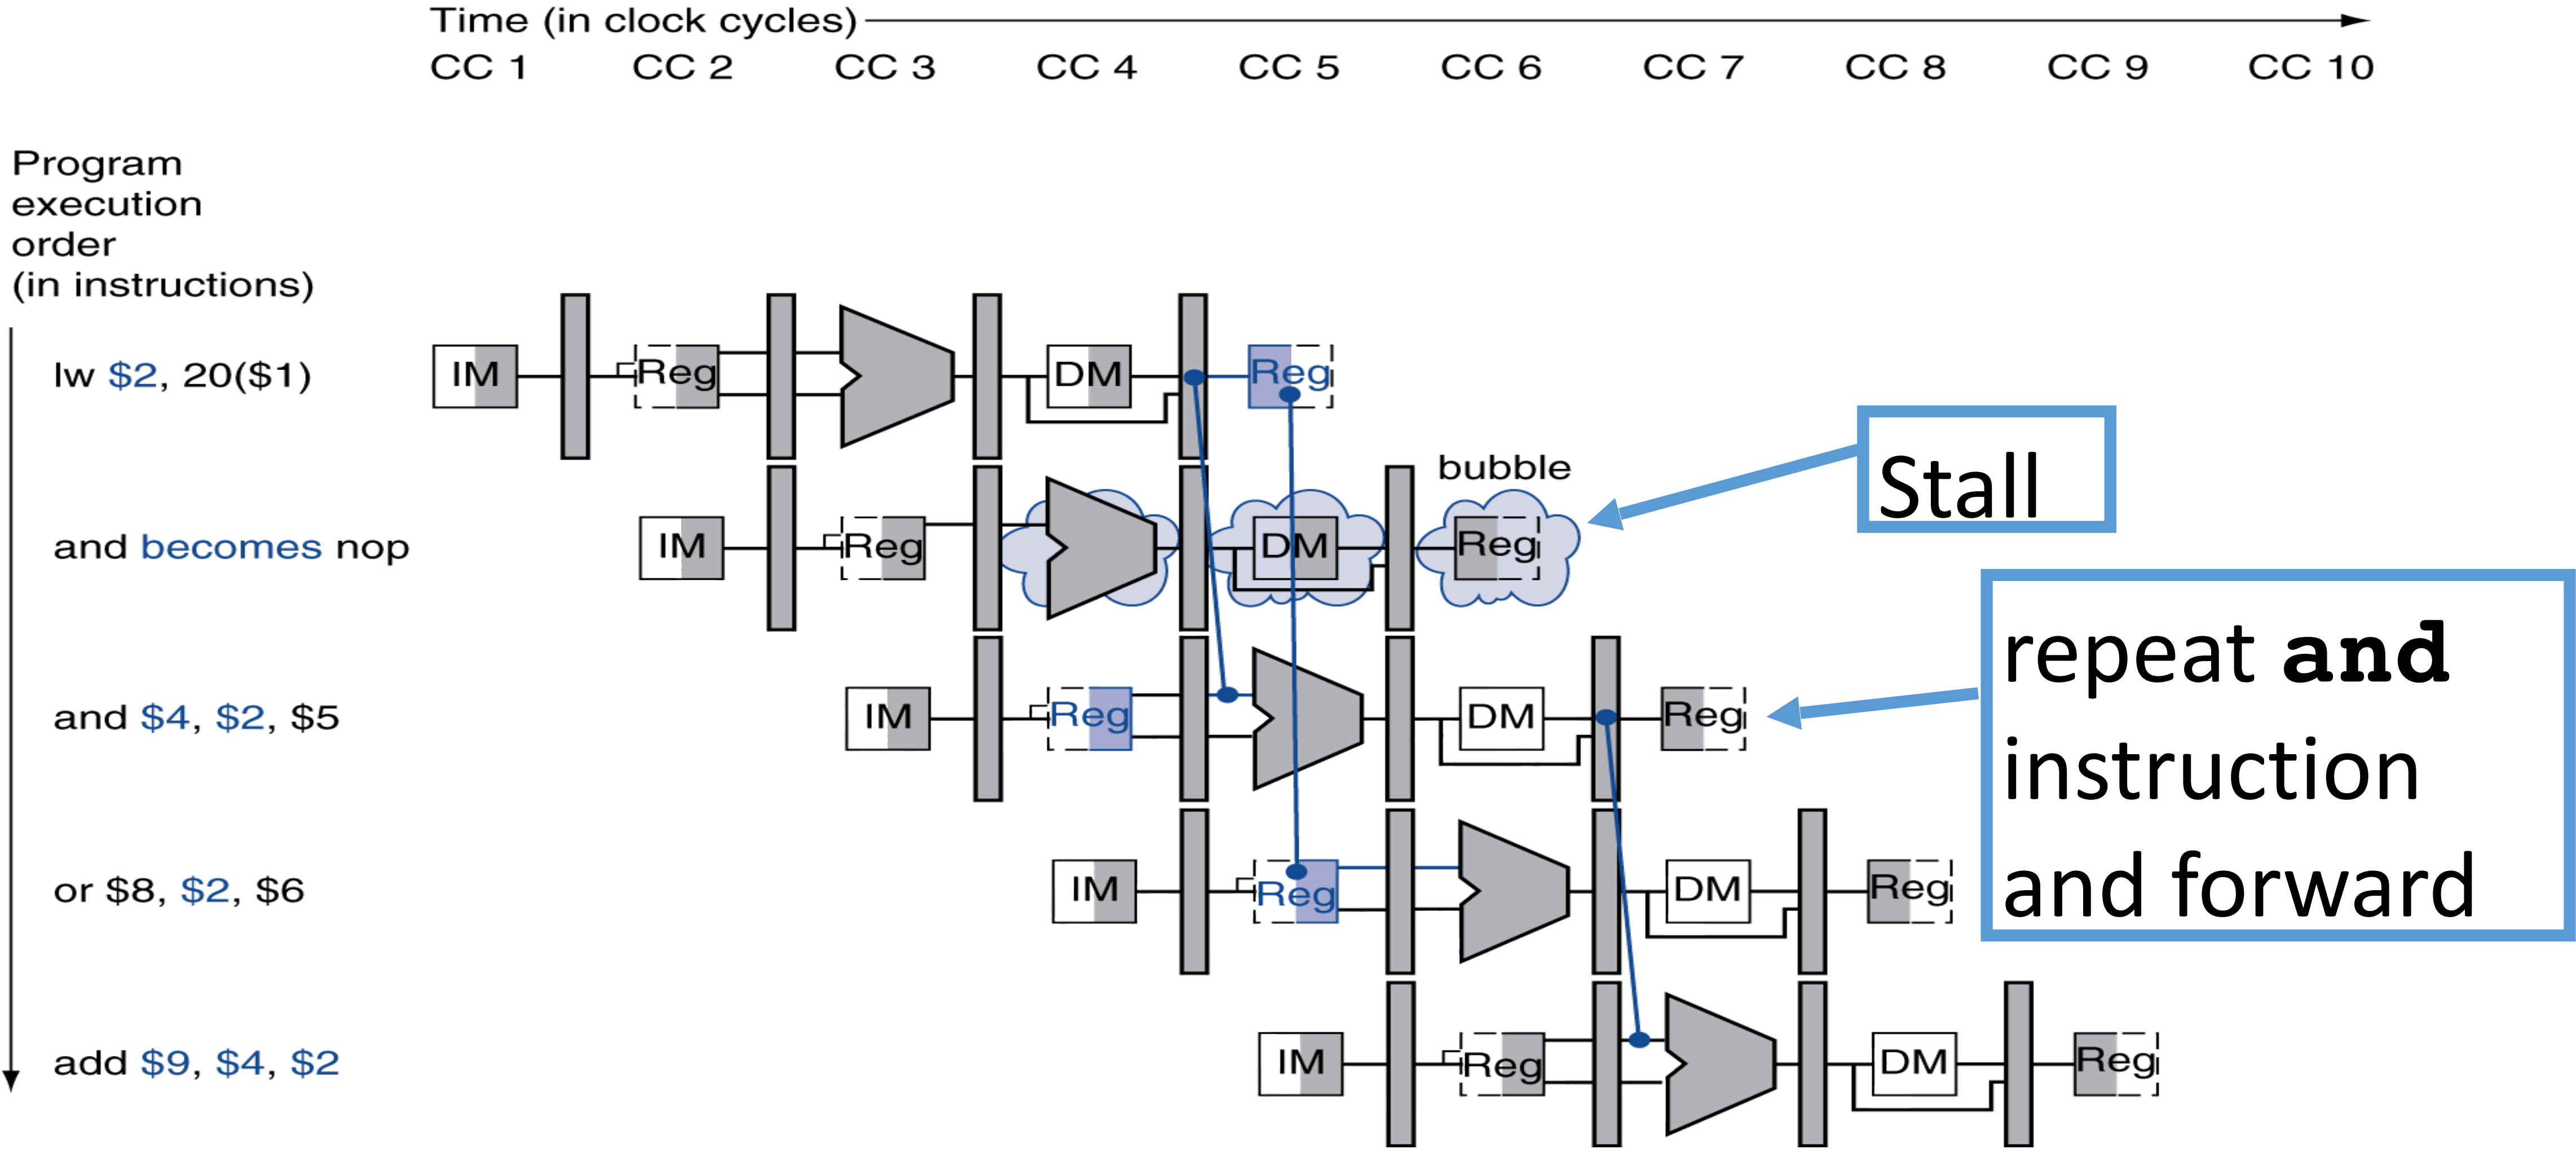 Time (in clock cycles)
CC 1 CC 2 CC 3 CC 4 CC 5 CC 6 CC 7 CC 8 CC 9 CC 10
Program
execution
order
(in instructions)
lw $2, 20($1)
IM Reg DM Reg
Stall
bubble
and becomes nop
IM Reg DM Reg
repeat and
instruction
and forward
and $4, $2, $5
IM Reg DM Reg
or $8, $2, $6
IM Reg DM Reg
add $9, $4, $2
IM Reg DM Reg